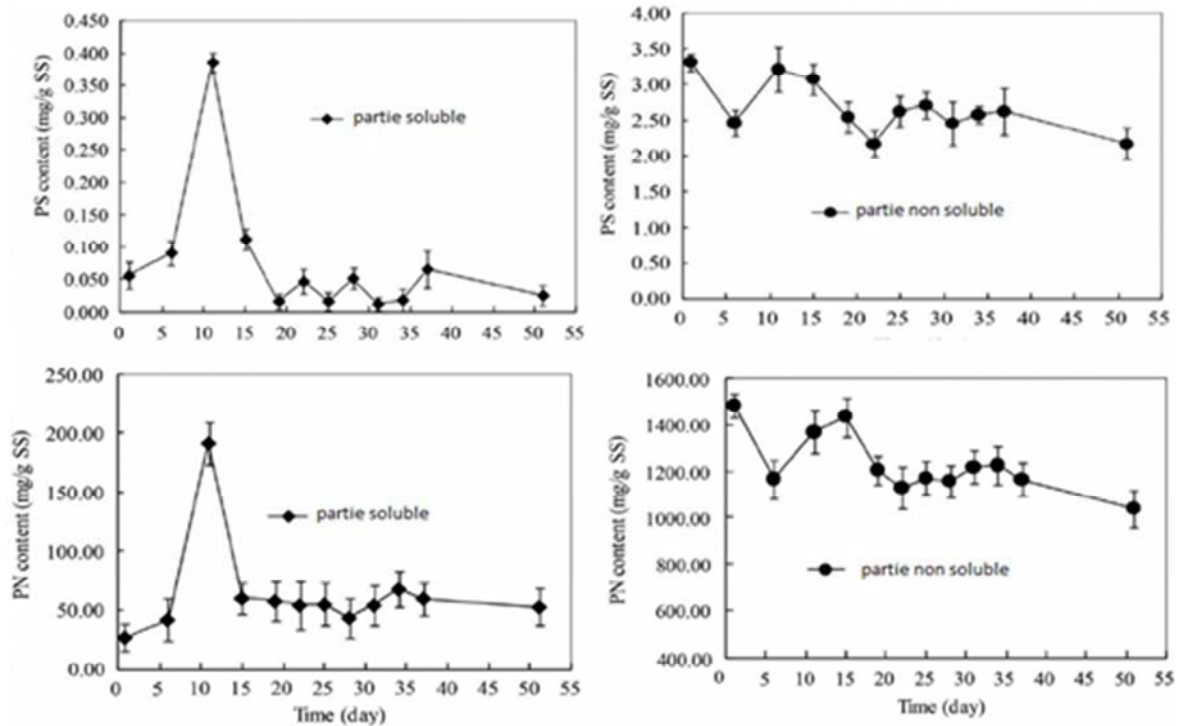 PS content (mg/g SS)
0.450
0.400
0.350
0.300
0.250
0.200
0.150
0.100
0.050
0.000
partie soluble
0 5 10 15 20 25 30 35 40 45 50 55
PS content (mg/g SS)
4.00
3.50
3.00
2.50
2.00
1.50
1.00
0.50
0.00
partie non soluble
0 5 10 15 20 25 30 35 40 45 50 55
PN content (mg/g SS)
250.00
200.00
150.00
100.00
50.00
0.00
partie soluble
0 5 10 15 20 25 30 35 40 45 50 55
Time (day)
PN content (mg/g SS)
1600.00
1400.00
1200.00
1000.00
800.00
600.00
400.00
partie non soluble
0 5 10 15 20 25 30 35 40 45 50 55
Time (day)